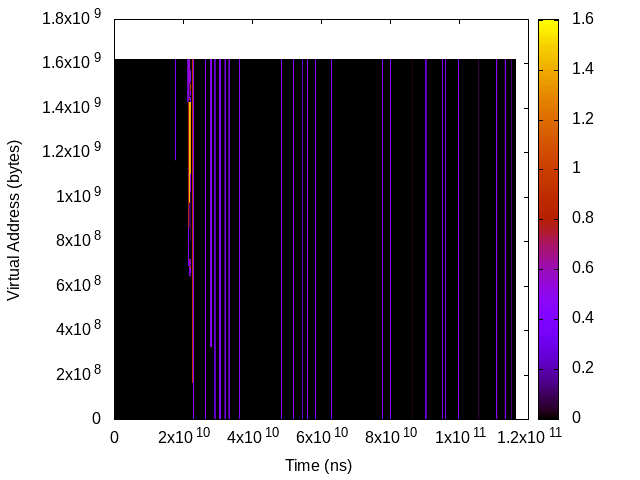 1.8x10^9
1.6x10^9
1.4x10^9
1.2x10^9
1x10^9
8x10^8
6x10^8
4x10^8
2x10^8
0
Virtual Address (bytes)
0 2x10^10 4x10^10 6x10^10 8x10^10 1x10^11 1.2x10^11
Time (ns)
1.6
1.4
1.2
1
0.8
0.6
0.4
0.2
0